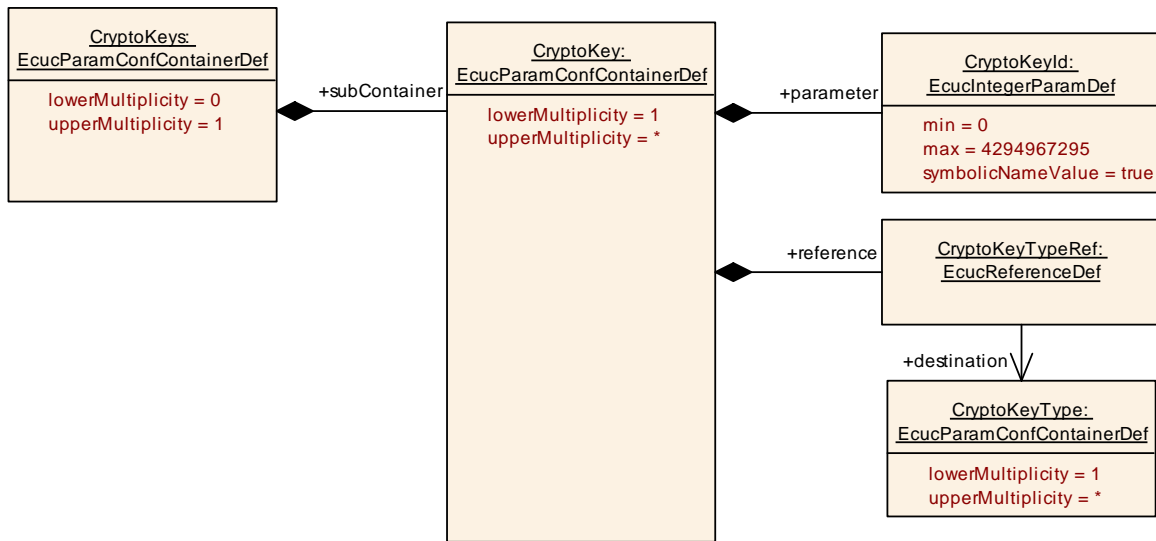 CryptoKeys:
EcucParamConfContainerDef
lowerMultiplicity = 0
upperMultiplicity = 1
+subContainer
CryptoKey:
EcucParamConfContainerDef
lowerMultiplicity = 1
upperMultiplicity = *
+parameter
CryptoKeyId:
EcucIntegerParamDef
min = 0
max = 4294967295
symbolicNameValue = true
+reference
CryptoKeyTypeRef:
EcucReferenceDef
+destination
CryptoKeyType:
EcucParamConfContainerDef
lowerMultiplicity = 1
upperMultiplicity = *